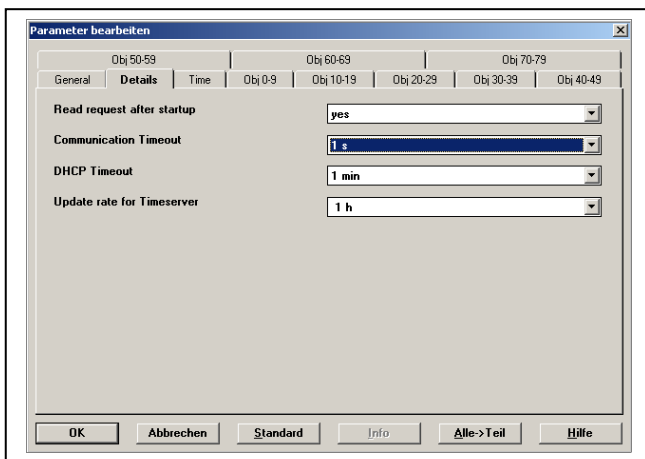 Parameter bearbeiten
Obj 50-59 Obj 60-69 Obj 70-79
General Details Time Obj 0-9 Obj 10-19 Obj 20-29 Obj 30-39 Obj 40-49
Read request after startup yes
Communication Timeout 1 s
DHCP Timeout 1 min
Update rate for Timeserver 1 h
OK Abbrechen Standard Info Alle->Teil Hilfe